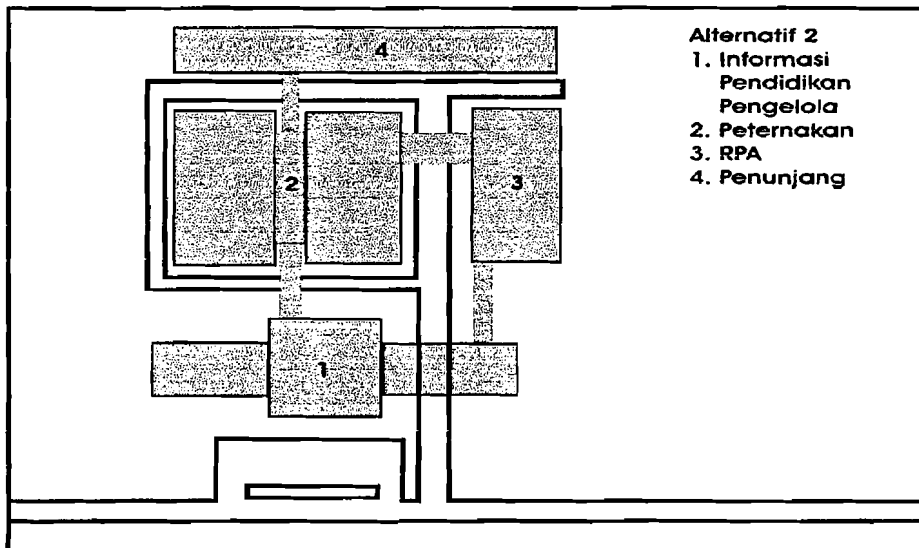 4
Alternatif 2
1. Informasi
Pendidikan
Pengelola
2. Peternakan
3. RPA
4. Penunjang
2
3
1